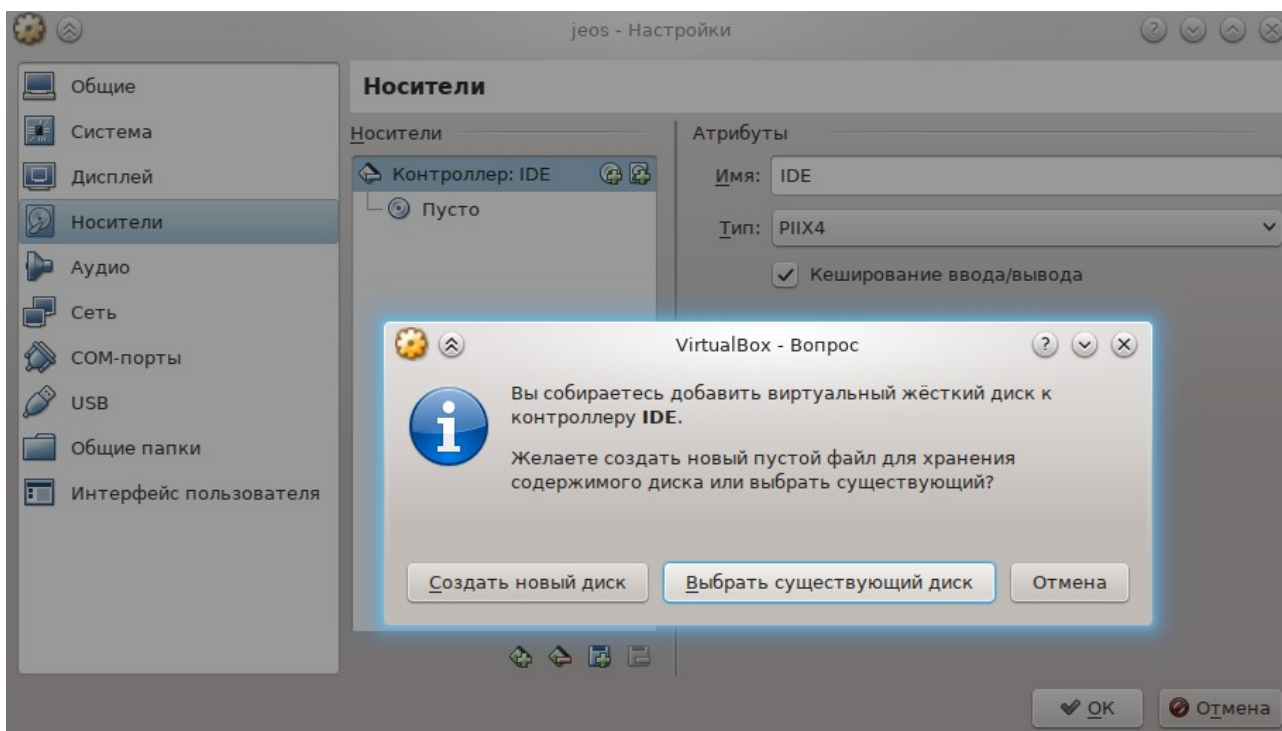 jeos - Настройки
Общие
Система
Дисплей
Носители
Аудио
Сеть
COM-порты
USB
Общие папки
Интерфейс пользователя
Носители
Носители
Контроллер: IDE
Пусто
Атрибуты
Имя: IDE
Тип: PIIX4
Кеширование ввода/вывода
VirtualBox - Вопрос
Вы собираетесь добавить виртуальный жёсткий диск к
контроллеру IDE.
Желаете создать новый пустой файл для хранения
содержимого диска или выбрать существующий?
Создать новый диск
Выбрать существующий диск
Отмена
OK
Отмена